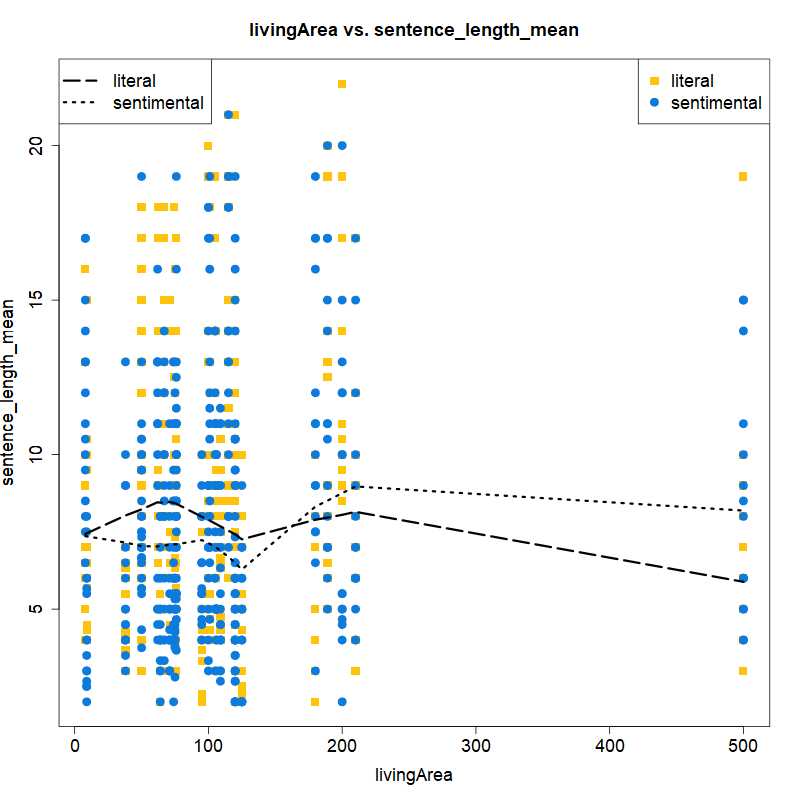 livingArea vs. sentence_length_mean
literal
sentimental
literal
sentimental
sentence_length_mean
20
15
10
5
0 100 200 300 400 500
livingArea